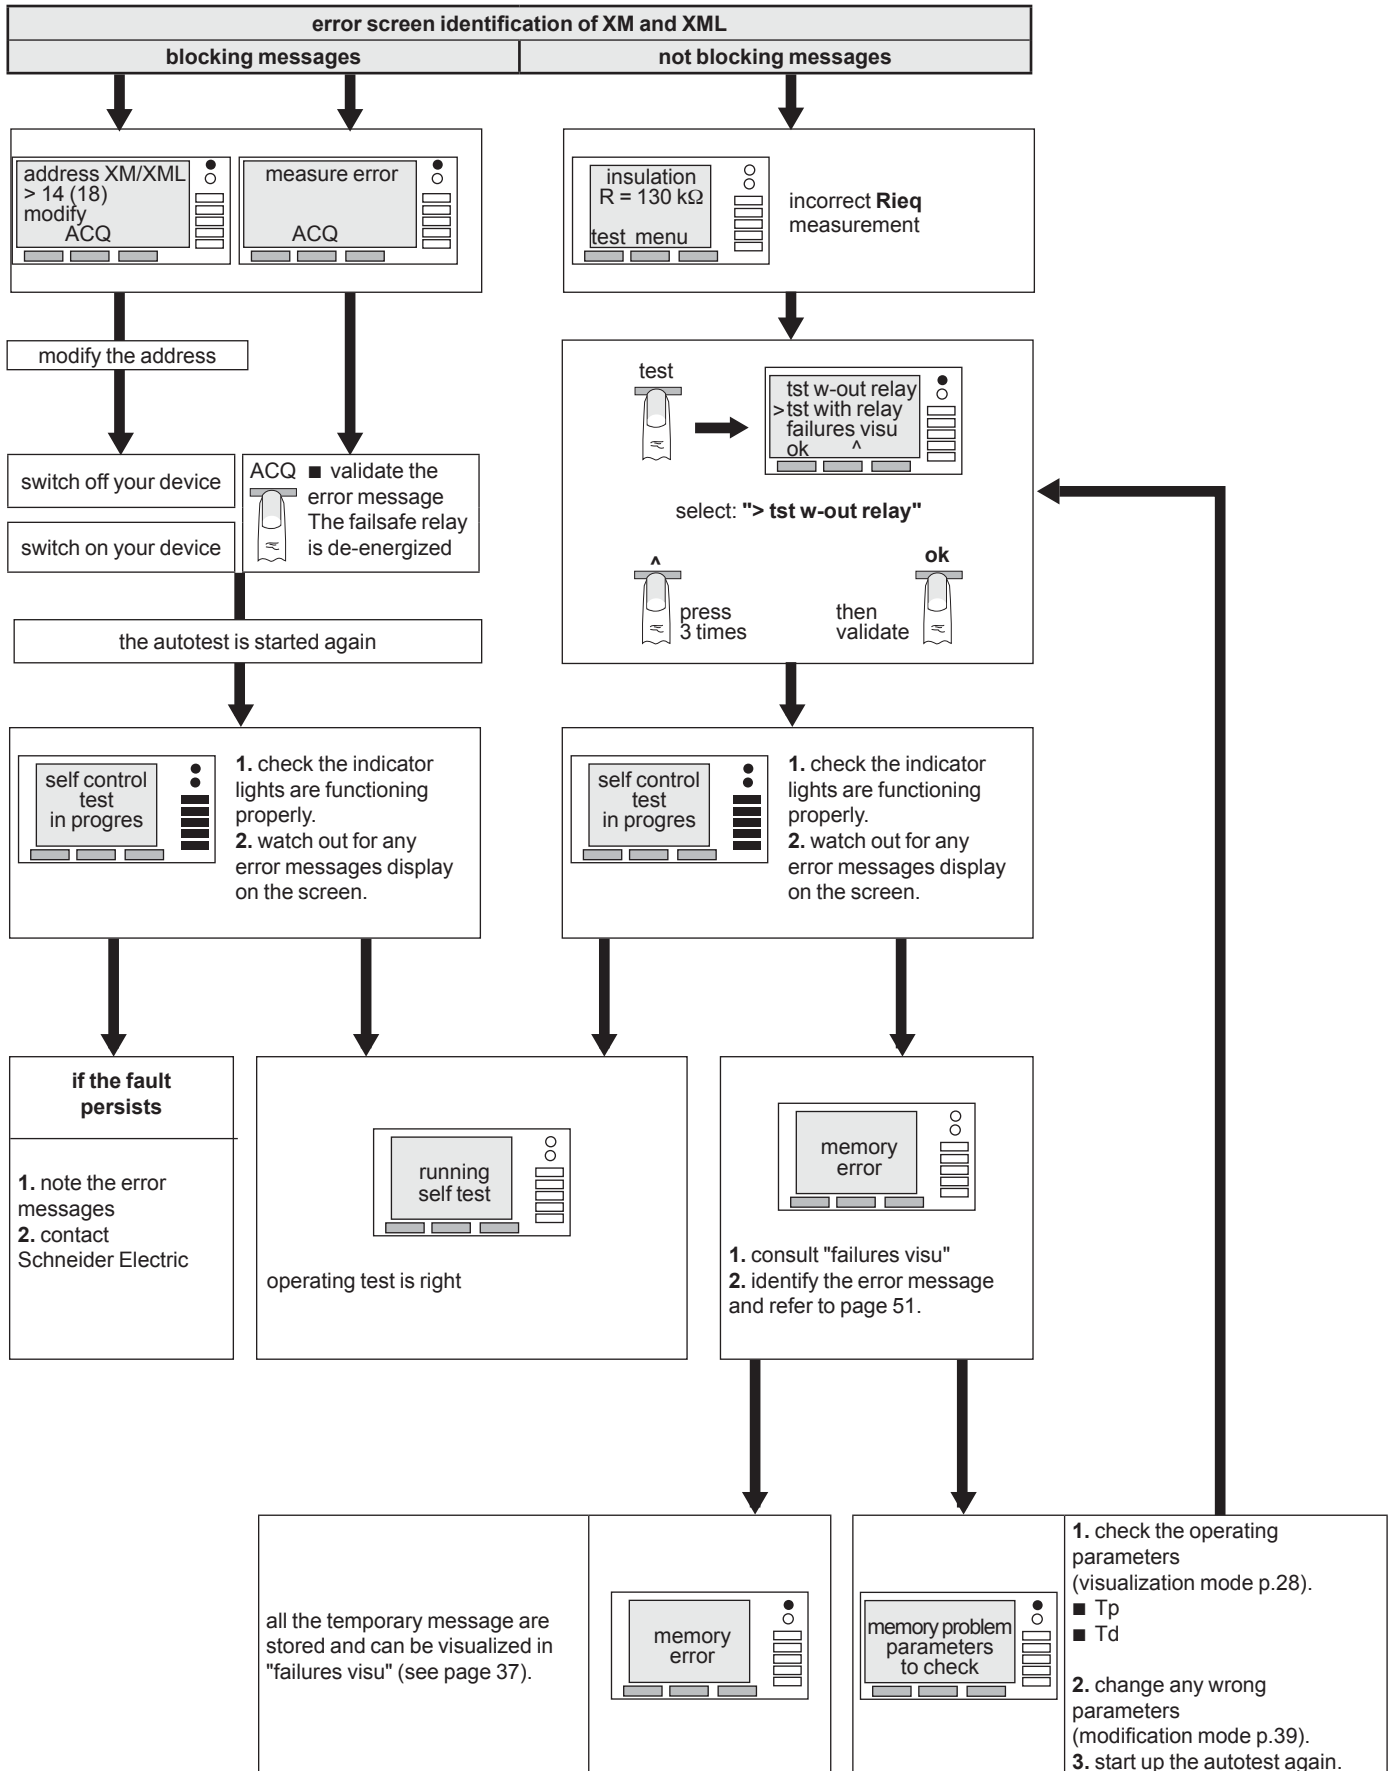 error screen identification of XM and XML
blocking messages
not blocking messages
address XM/XML
> 14 (18)
modify
ACQ
measure error
ACQ
insulation
R = 130 kΩ
test menu
incorrect Rieq
measurement
modify the address
switch off your device
switch on your device
ACQ
■ validate the
error message
The failsafe relay
is de-energized
the autotest is started again
test
tst w-out relay
>tst with relay
failures visu
ok ^
select: "> tst w-out relay"
^
press
3 times
ok
then
validate
self control
test
in progres
1. check the indicator
lights are functioning
properly.
2. watch out for any
error messages display
on the screen.
self control
test
in progres
1. check the indicator
lights are functioning
properly.
2. watch out for any
error messages display
on the screen.
if the fault
persists
1. note the error
messages
2. contact
Schneider Electric
running
self test
operating test is right
memory
error
1. consult "failures visu"
2. identify the error message
and refer to page 51.
all the temporary message are
stored and can be visualized in
"failures visu" (see page 37).
memory
error
memory problem
parameters
to check
1. check the operating
parameters
(visualization mode p.28).
■ Tp
■ Td
2. change any wrong
parameters
(modification mode p.39).
3. start up the autotest again.